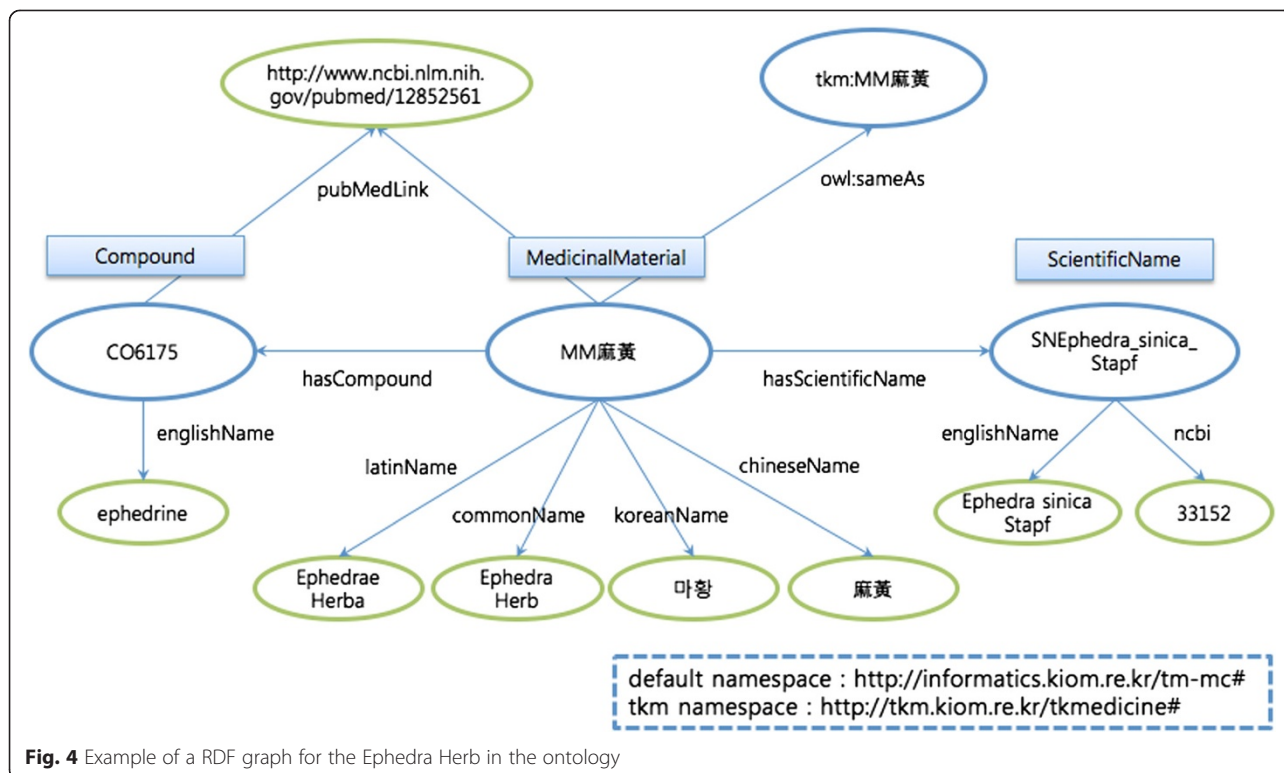 http://www.ncbi.nlm.nih.
gov/pubmed/12852561
tkm:MM麻黃
pubMedLink
owl:sameAs
Compound
MedicinalMaterial
ScientificName
CO6175
MM麻黃
SNEphedra_sinica_
Stapf
hasCompound
hasScientificName
englishName
latinName
commonName
koreanName
chineseName
englishName
ncbi
ephedrine
Ephedrae
Herba
Ephedra
Herb
마황
麻黃
Ephedra sinica
Stapf
33152
default namespace : http://informatics.kiom.re.kr/tm-mc#
tkm namespace : http://tkm.kiom.re.kr/tkmedicine#
Fig. 4 Example of a RDF graph for the Ephedra Herb in the ontology